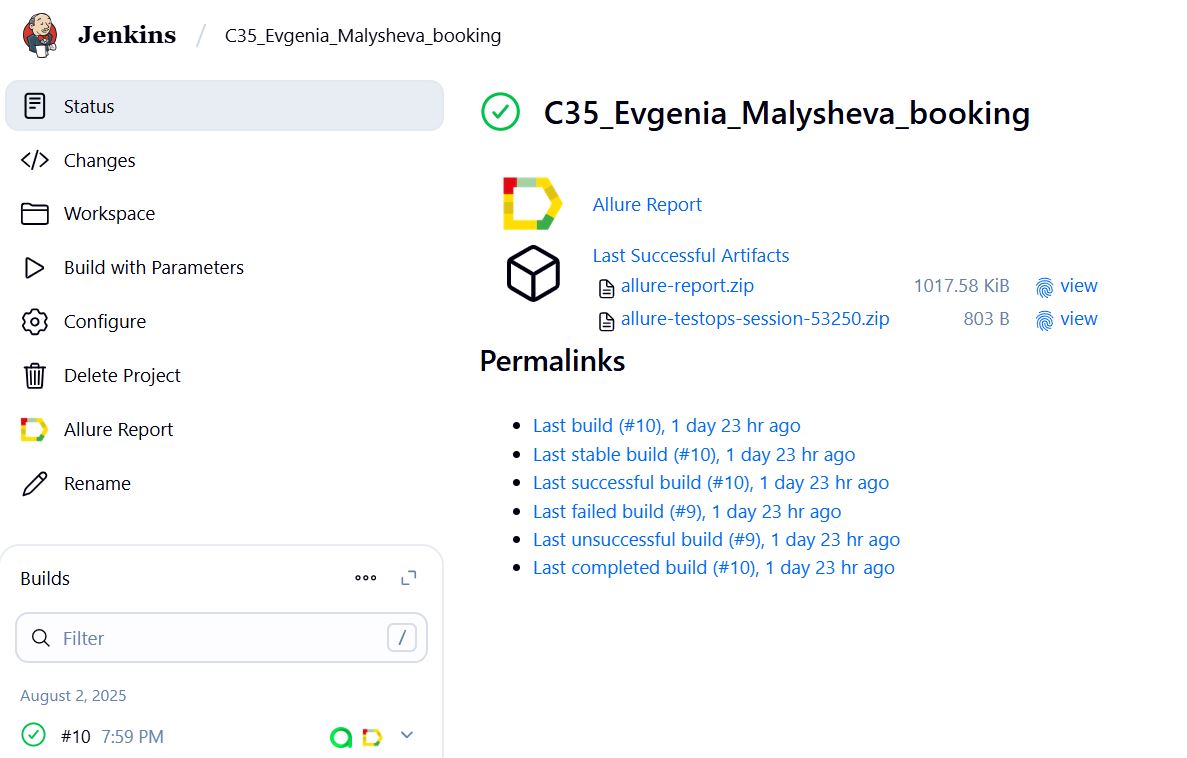 Jenkins / C35_Evgenia_Malysheva_booking
Status
Changes
Workspace
Build with Parameters
Configure
Delete Project
Allure Report
Rename
Builds
Filter /
August 2, 2025
#10 7:59 PM
C35_Evgenia_Malysheva_booking
Allure Report
Last Successful Artifacts
allure-report.zip 1017.58 KiB view
allure-testops-session-53250.zip 803 B view
Permalinks
Last build (#10), 1 day 23 hr ago
Last stable build (#10), 1 day 23 hr ago
Last successful build (#10), 1 day 23 hr ago
Last failed build (#9), 1 day 23 hr ago
Last unsuccessful build (#9), 1 day 23 hr ago
Last completed build (#10), 1 day 23 hr ago